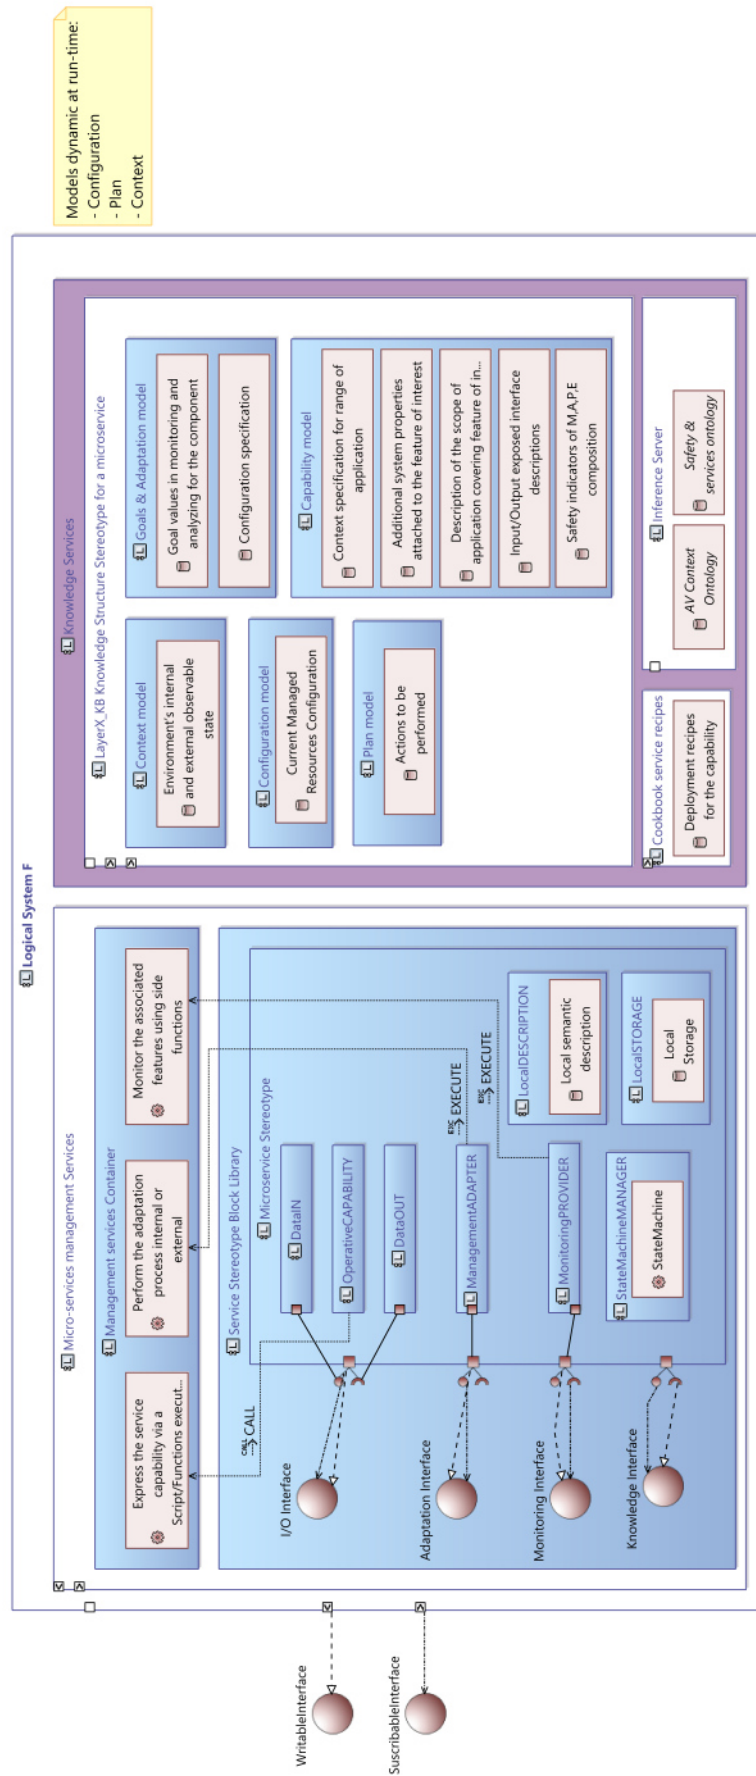 Models dynamic at run-time:
- Configuration
- Plan
- Context
Logical System F
Micro-services management Services
Management services Container
Express the service
capability via a
Script/Functions execut...
Perform the adaptation
process internal or
external
Monitor the associated
features using side
functions
Service Stereotype Block Library
Microservice Stereotype
DataIN
OperativeCAPABILITY
DataOUT
ManagementADAPTER
MonitoringPROVIDER
StateMachineMANAGER
StateMachine
LocalDESCRIPTION
Local semantic
description
LocalSTORAGE
Local
Storage
CALL
CALL
EXEC
EXECUTE
EXEC
EXECUTE
I/O Interface
Adaptation Interface
Monitoring Interface
Knowledge Interface
WritableInterface
SuscribableInterface
Knowledge Services
LayerX_KB Knowledge Structure Stereotype for a microservice
Context model
Environment's internal
and external observable
state
Configuration model
Current Managed
Resources Configuration
Plan model
Actions to be
performed
Goals & Adaptation model
Goal values in monitoring and
analyzing for the component
Configuration specification
Capability model
Context specification for range of
application
Additional system properties
attached to the feature of interest
Description of the scope of
application covering feature of in...
Input/Output exposed interface
descriptions
Safety indicators of M,A,P,E
composition
Cookbook service recipes
Deployment recipes
for the capability
Inference Server
AV Context
Ontology
Safety &
services ontology